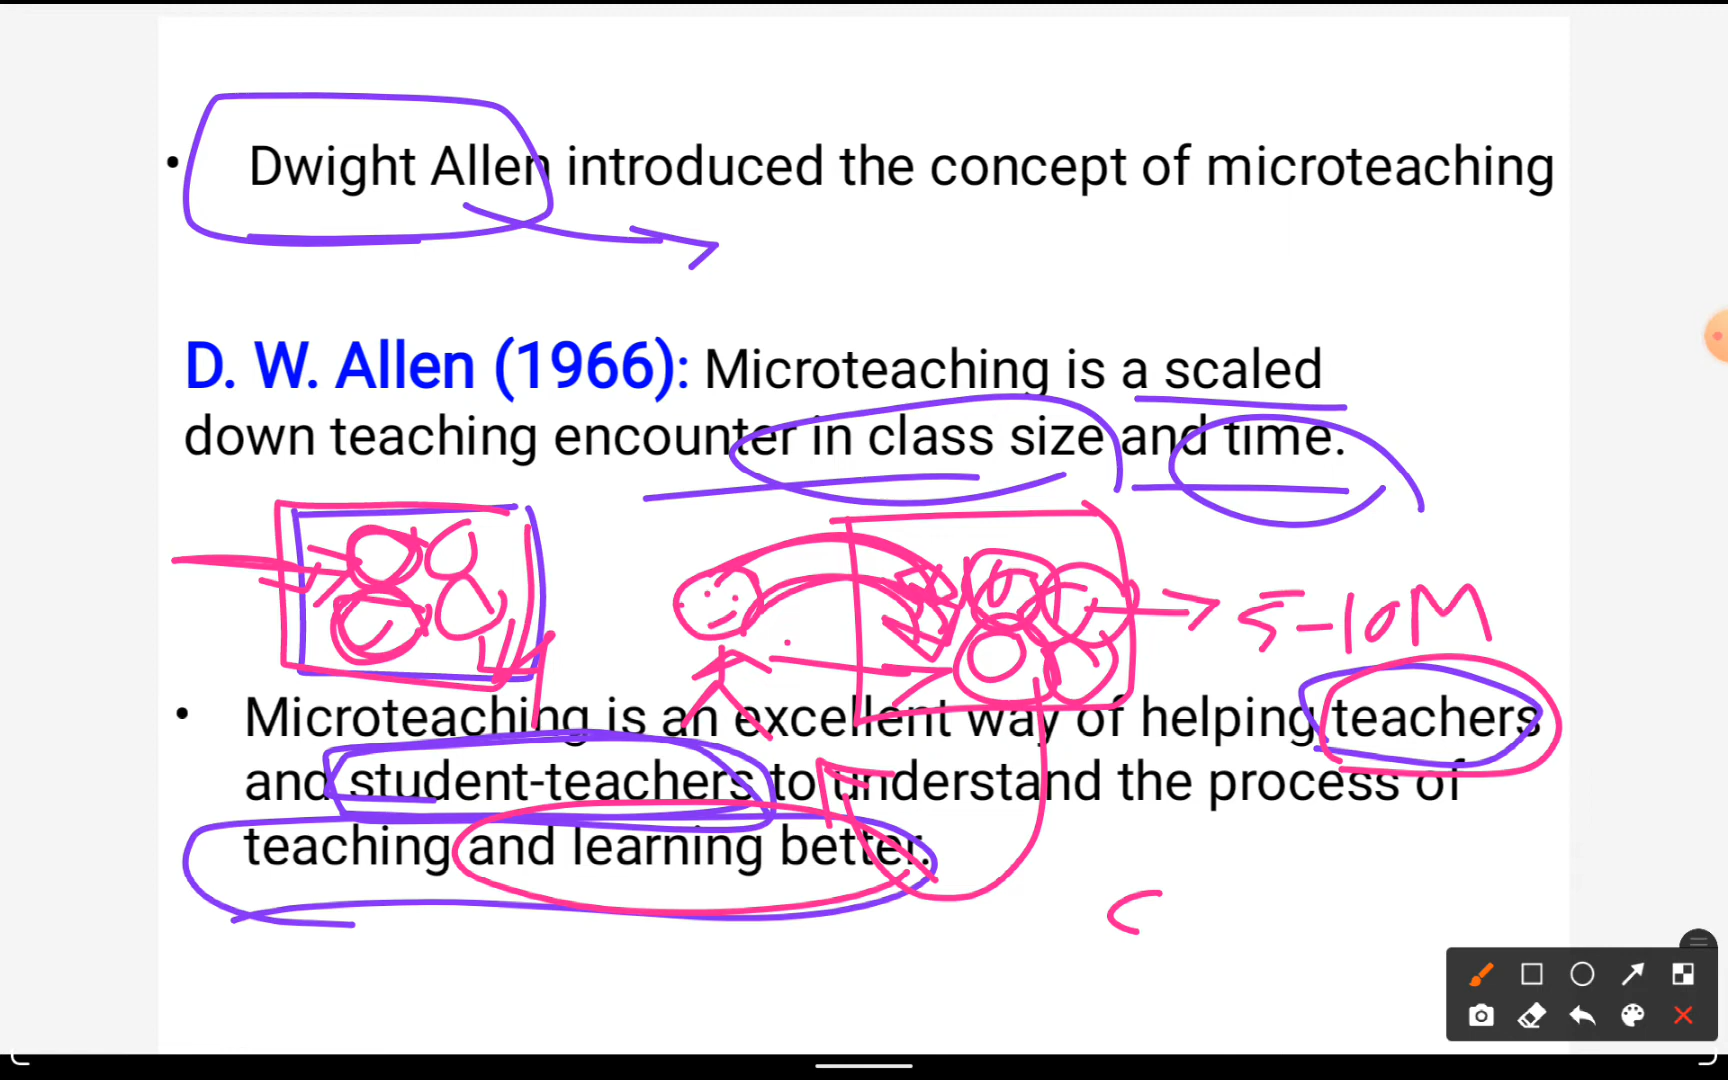 • Dwight Allen introduced the concept of microteaching
D. W. Allen (1966): Microteaching is a scaled
down teaching encounter in class size and time.
5-10M
• Microteaching is an excellent way of helping teachers
and student-teachers to understand the process of
teaching and learning better.